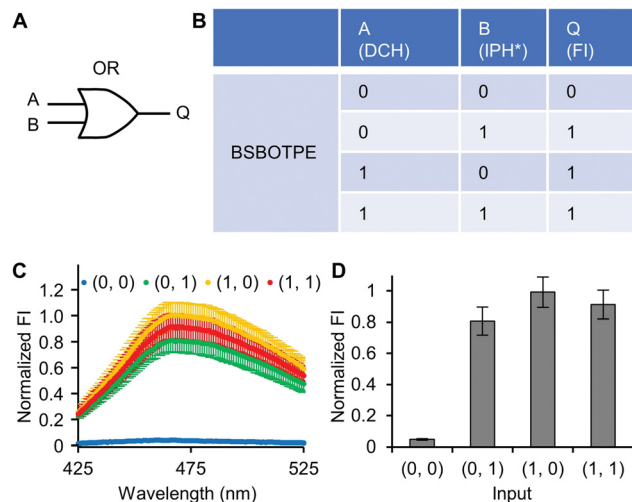 A
OR
A
B
Q
B
A (DCH)
B (IPH*)
Q (FI)
BSBOTPE
0 0 0
0 1 1
1 0 1
1 1 1
C
(0, 0) (0, 1) (1, 0) (1, 1)
Normalized FI
1.2
1.0
0.8
0.6
0.4
0.2
0
425 475 525
Wavelength (nm)
D
Normalized FI
1
0.8
0.6
0.4
0.2
0
(0, 0) (0, 1) (1, 0) (1, 1)
Input